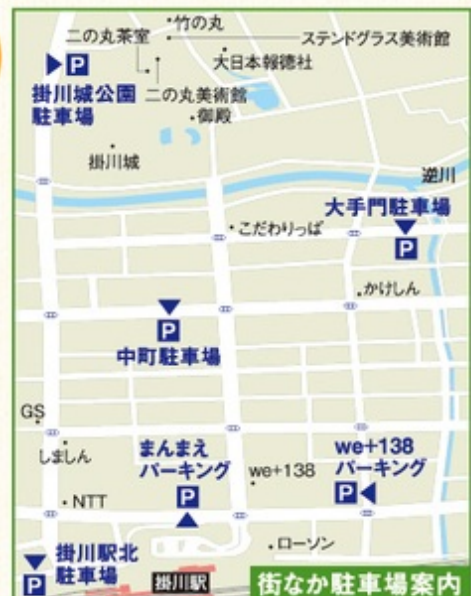 竹の丸
二の丸茶室
ステンドグラス美術館
P
大日本報徳社
掛川城公園
駐車場
二の丸美術館
御殿
掛川城
逆川
大手門駐車場
P
こだわりっぱ
かけしん
P
中町駐車場
GS
しましん
まんまえ
パーキング
P
we+138
we+138
パーキング
P
NTT
ローソン
掛川駅北
駐車場
P
掛川駅
街なか駐車場案内